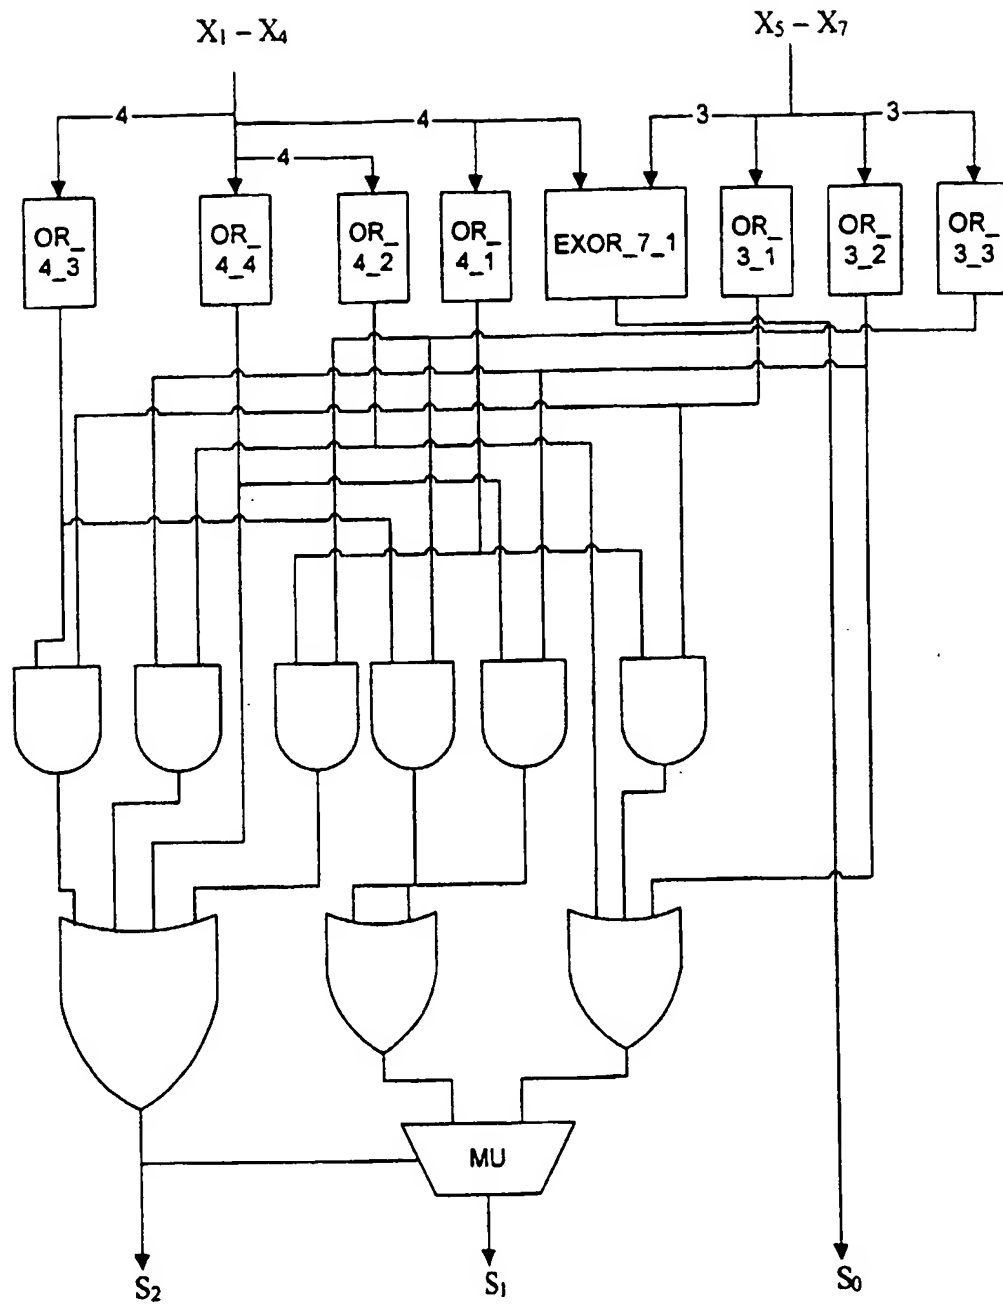 X₁ – X₄
X₅ – X₇
4
4
3
3
4
OR_
4_3
OR_
4_4
OR_
4_2
OR_
4_1
EXOR_7_1
OR_
3_1
OR_
3_2
OR_
3_3
MU
S₂
S₁
S₀